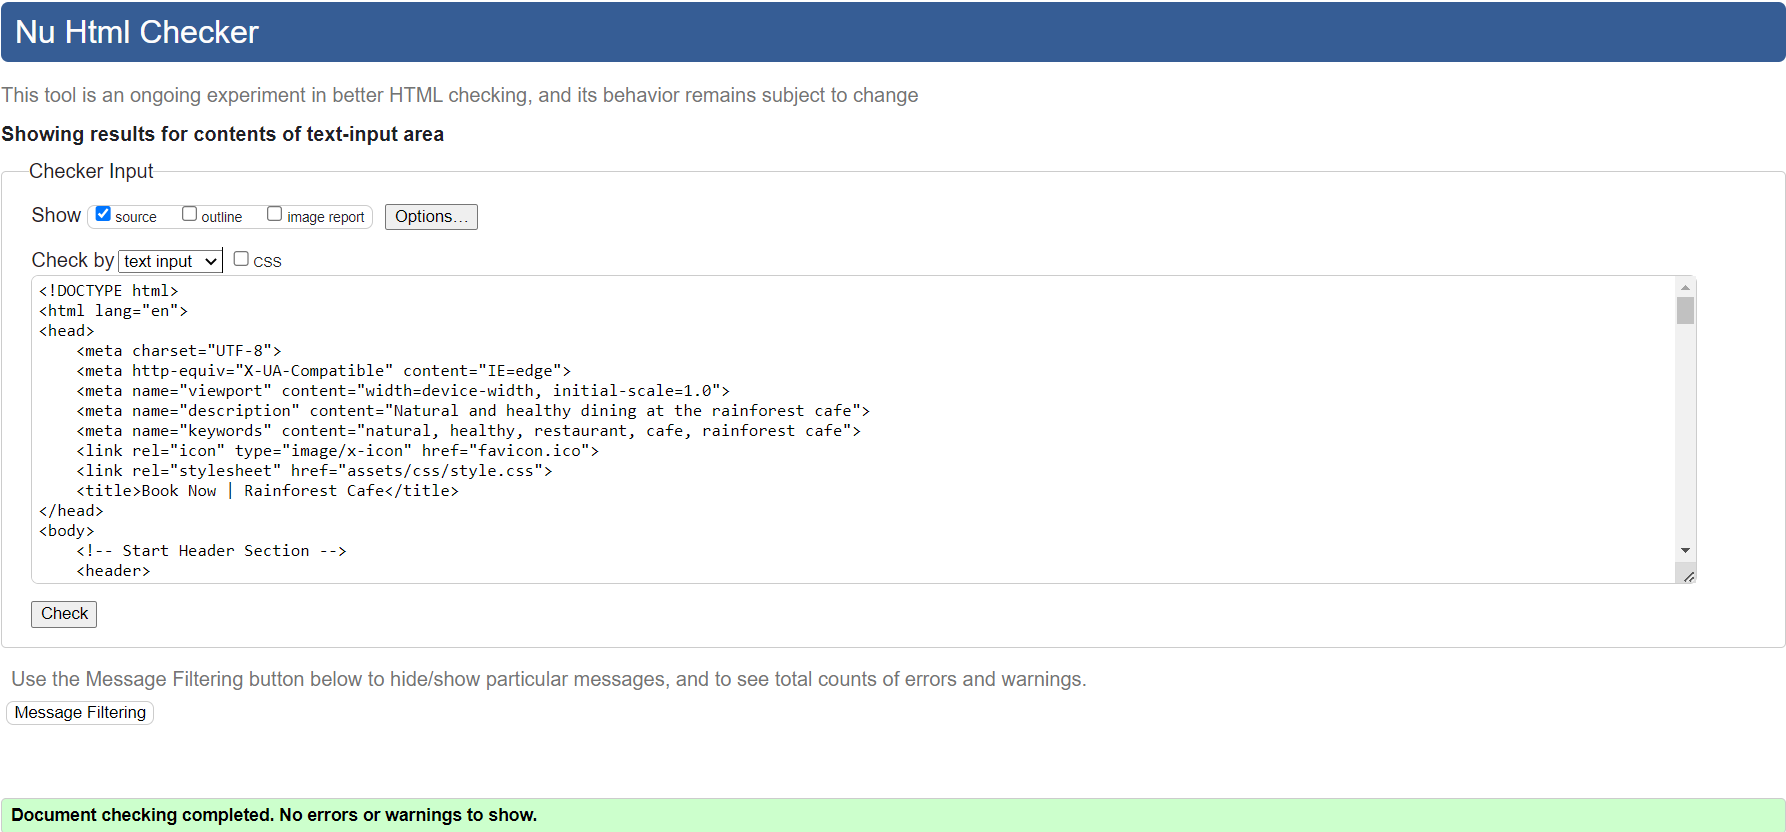 Nu Html Checker
This tool is an ongoing experiment in better HTML checking, and its behavior remains subject to change
Showing results for contents of text-input area
Checker Input
Show source outline image report Options...
Check by text input CSS
<!DOCTYPE html>
<html lang="en">
<head>
    <meta charset="UTF-8">
    <meta http-equiv="X-UA-Compatible" content="IE=edge">
    <meta name="viewport" content="width=device-width, initial-scale=1.0">
    <meta name="description" content="Natural and healthy dining at the rainforest cafe">
    <meta name="keywords" content="natural, healthy, restaurant, cafe, rainforest cafe">
    <link rel="icon" type="image/x-icon" href="favicon.ico">
    <link rel="stylesheet" href="assets/css/style.css">
    <title>Book Now | Rainforest Cafe</title>
</head>
<body>
    <!-- Start Header Section -->
    <header>
Check
Use the Message Filtering button below to hide/show particular messages, and to see total counts of errors and warnings.
Message Filtering
Document checking completed. No errors or warnings to show.